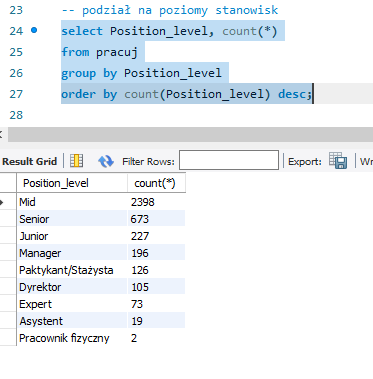 23 -- podział na poziomy stanowisk
24 select Position_level, count(*)
25 from pracuj
26 group by Position_level
27 order by count(Position_level) desc;
28
Result Grid Filter Rows: Export:
Position_level count(*)
Mid 2398
Senior 673
Junior 227
Manager 196
Paktykant/Stażysta 126
Dyrektor 105
Expert 73
Asystent 19
Pracownik fizyczny 2